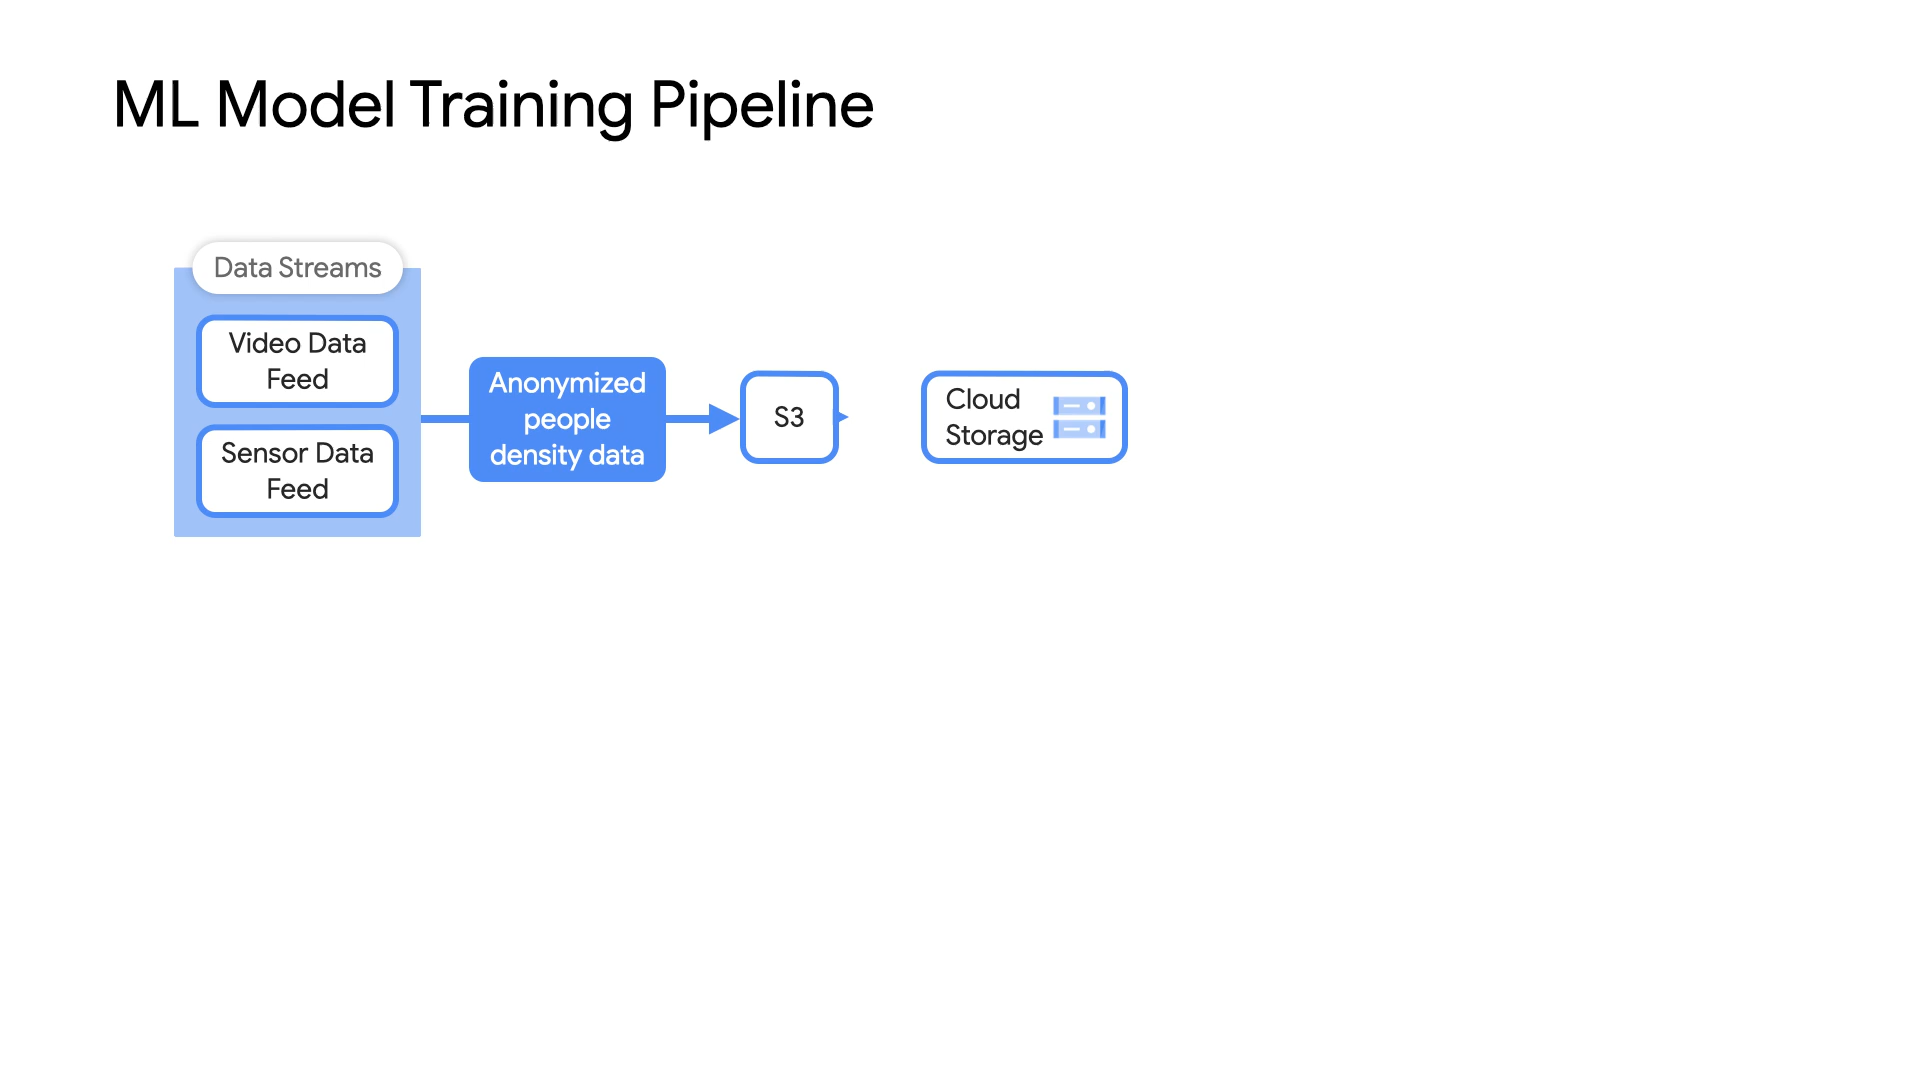 ML Model Training Pipeline
Data Streams
Video Data
Feed
Sensor Data
Feed
Anonymized
people
density data
S3
Cloud
Storage